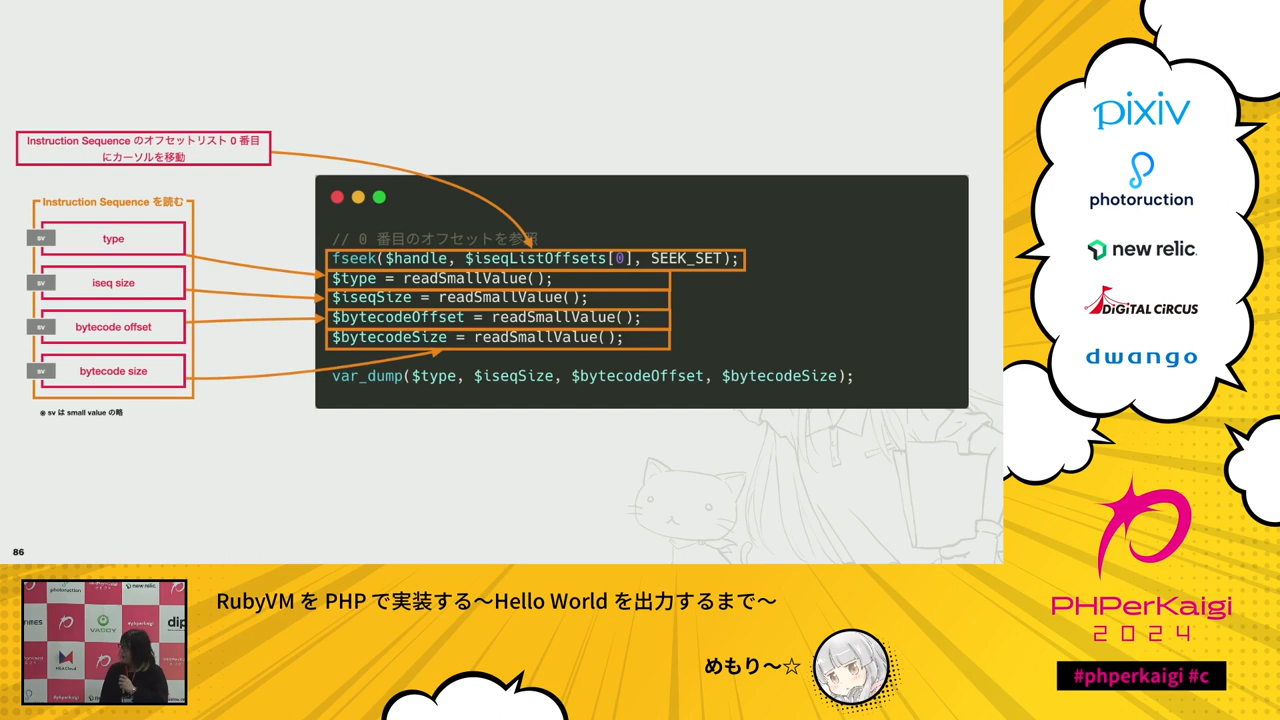 Instruction Sequence のオフセットリスト 0 番目
にカーソルを移動
Instruction Sequence を読む
sv
type
sv
iseq size
sv
bytecode offset
sv
bytecode size
※ sv は small value の略
// 0 番目のオフセットを参照
fseek($handle, $iseqListOffsets[0], SEEK_SET);
$type = readSmallValue();
$iseqSize = readSmallValue();
$bytecodeOffset = readSmallValue();
$bytecodeSize = readSmallValue();
var_dump($type, $iseqSize, $bytecodeOffset, $bytecodeSize);
86
pixiv
photoruction
new relic
DIGITAL CIRCUS
dwango
PHPerKaigi
2024
#phperkaigi #c
RubyVM を PHP で実装する〜Hello World を出力するまで〜
めもり〜☆
photoruction
new relic
VADDY
#phperkaigi